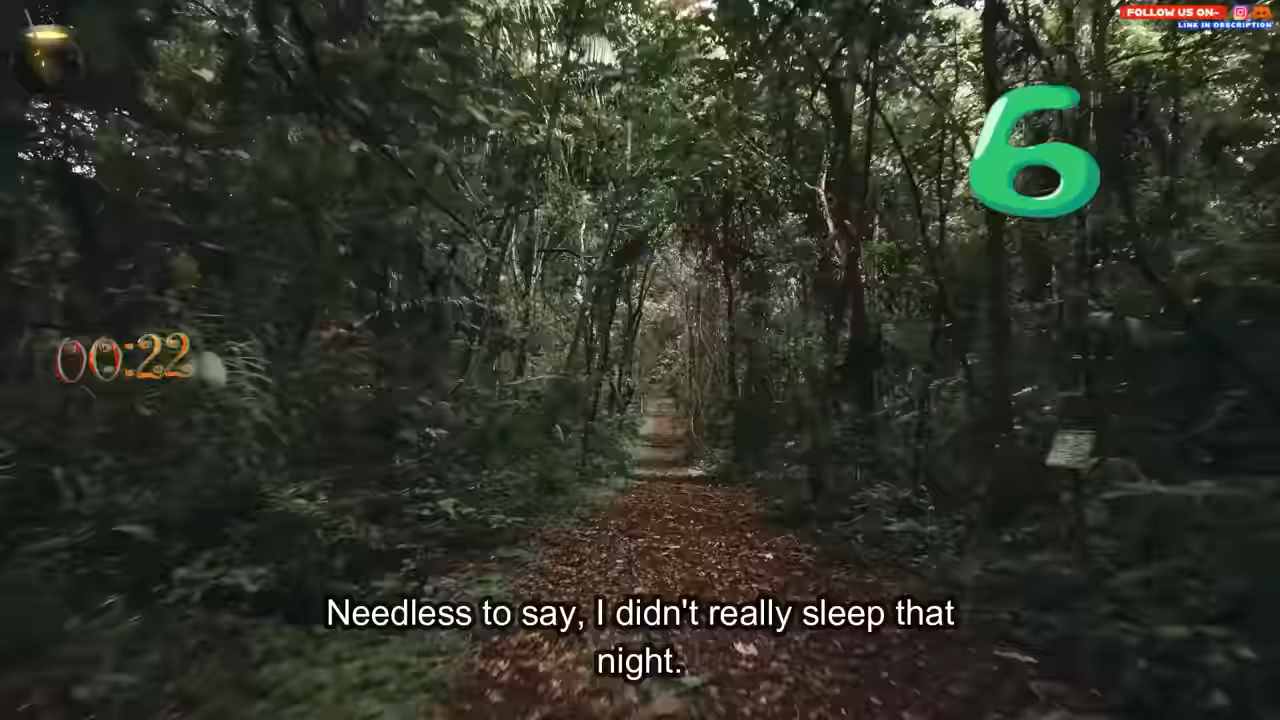 FOLLOW US ON-
LINK IN DESCRIPTION
6
00:22
Needless to say, I didn't really sleep that
night.